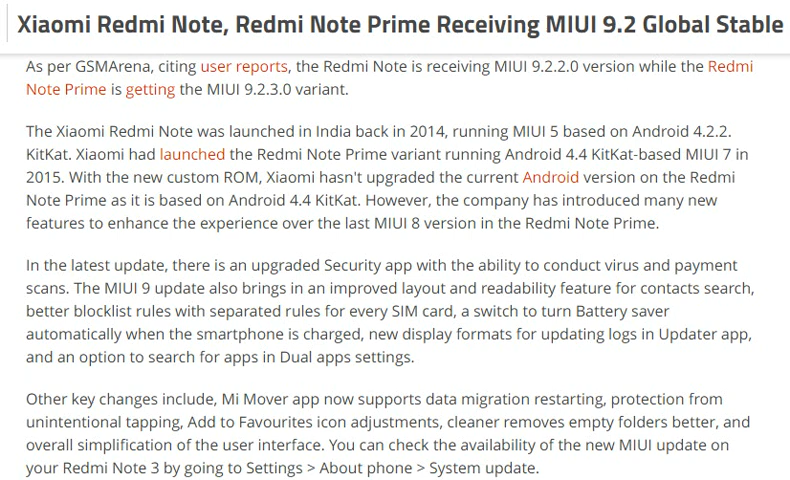 Xiaomi Redmi Note, Redmi Note Prime Receiving MIUI 9.2 Global Stable
As per GSMArena, citing user reports, the Redmi Note is receiving MIUI 9.2.2.0 version while the Redmi
Note Prime is getting the MIUI 9.2.3.0 variant.
The Xiaomi Redmi Note was launched in India back in 2014, running MIUI 5 based on Android 4.2.2.
KitKat. Xiaomi had launched the Redmi Note Prime variant running Android 4.4 KitKat-based MIUI 7 in
2015. With the new custom ROM, Xiaomi hasn't upgraded the current Android version on the Redmi
Note Prime as it is based on Android 4.4 KitKat. However, the company has introduced many new
features to enhance the experience over the last MIUI 8 version in the Redmi Note Prime.
In the latest update, there is an upgraded Security app with the ability to conduct virus and payment
scans. The MIUI 9 update also brings in an improved layout and readability feature for contacts search,
better blocklist rules with separated rules for every SIM card, a switch to turn Battery saver
automatically when the smartphone is charged, new display formats for updating logs in Updater app,
and an option to search for apps in Dual apps settings.
Other key changes include, Mi Mover app now supports data migration restarting, protection from
unintentional tapping, Add to Favourites icon adjustments, cleaner removes empty folders better, and
overall simplification of the user interface. You can check the availability of the new MIUI update on
your Redmi Note 3 by going to Settings > About phone > System update.